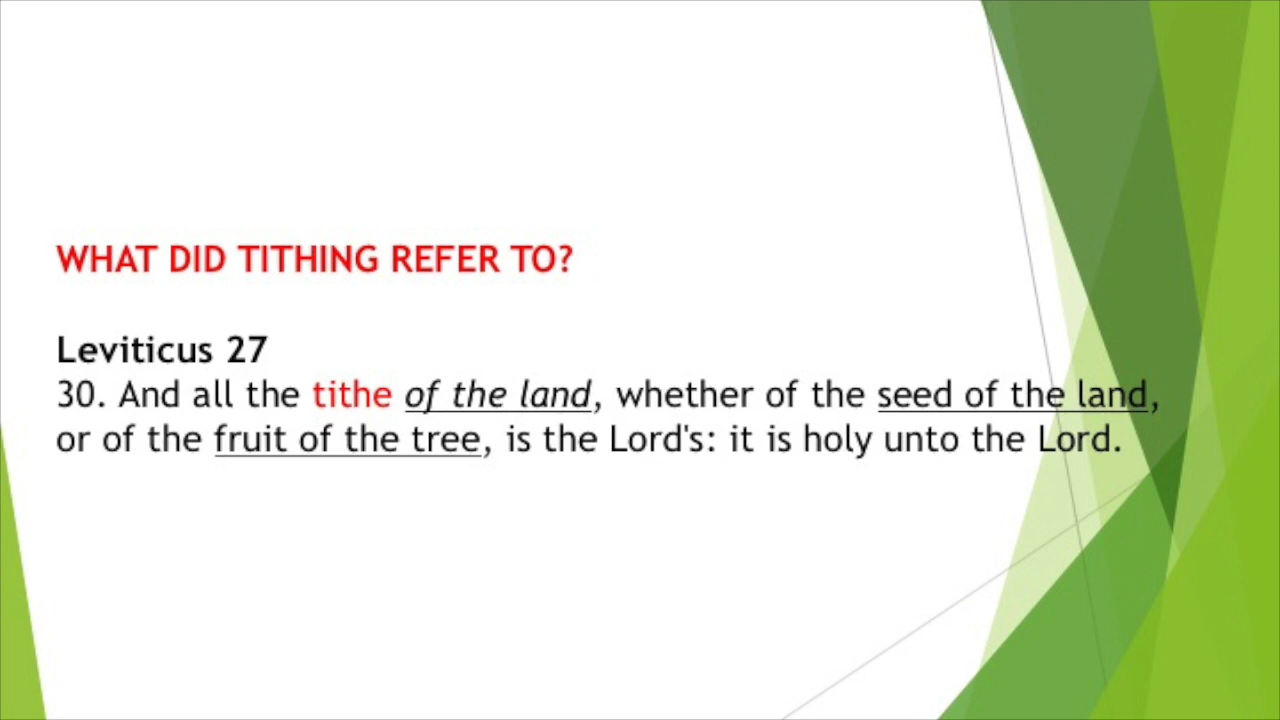 WHAT DID TITHING REFER TO?
Leviticus 27
30. And all the tithe of the land, whether of the seed of the land,
or of the fruit of the tree, is the Lord's: it is holy unto the Lord.